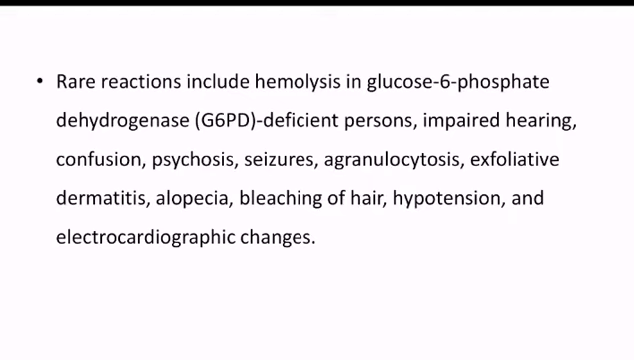 • Rare reactions include hemolysis in glucose-6-phosphate
dehydrogenase (G6PD)-deficient persons, impaired hearing,
confusion, psychosis, seizures, agranulocytosis, exfoliative
dermatitis, alopecia, bleaching of hair, hypotension, and
electrocardiographic changes.